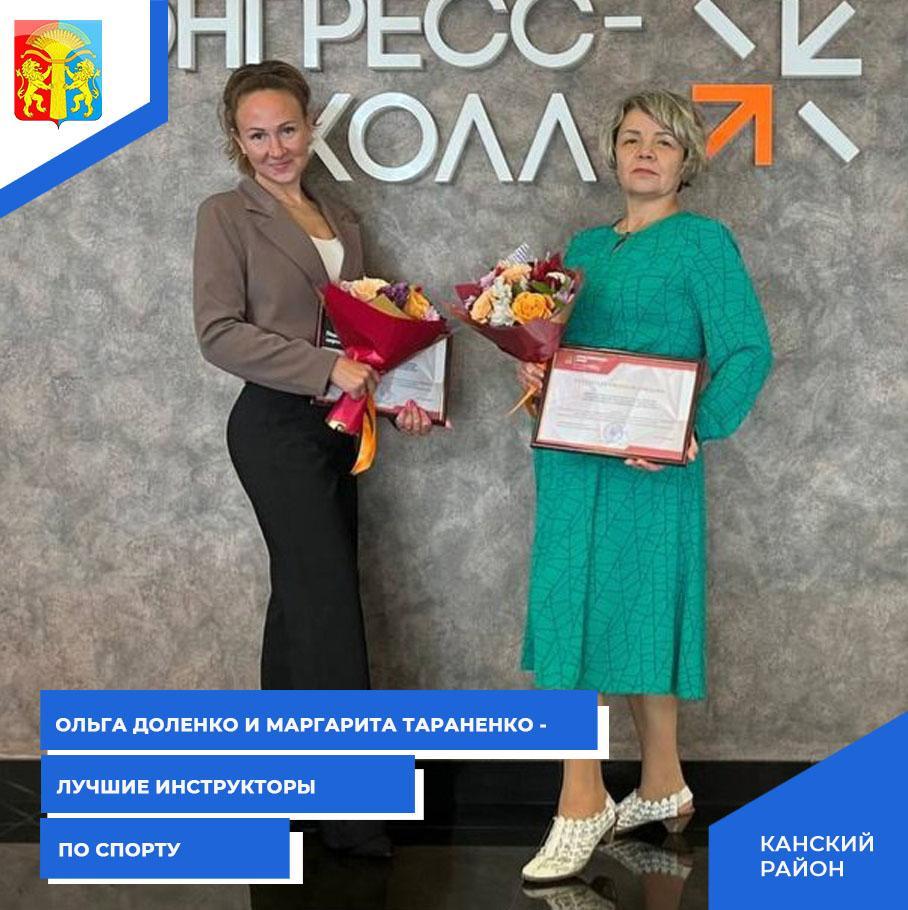 ОНГРЕСС-
ХОЛЛ
ОЛЬГА ДОЛЕНКО И МАРГАРИТА ТАРАНЕНКО -
ЛУЧШИЕ ИНСТРУКТОРЫ
ПО СПОРТУ
КАНСКИЙ
РАЙОН